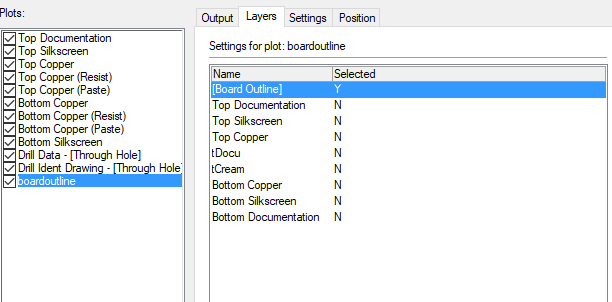 Plots:
Top Documentation
Top Silkscreen
Top Copper
Top Copper (Resist)
Top Copper (Paste)
Bottom Copper
Bottom Copper (Resist)
Bottom Copper (Paste)
Bottom Silkscreen
Drill Data - [Through Hole]
Drill Ident Drawing - [Through Hole]
boardoutline
Output Layers Settings Position
Settings for plot: boardoutline
Name Selected
[Board Outline] Y
Top Documentation N
Top Silkscreen N
Top Copper N
tDocu N
tCream N
Bottom Copper N
Bottom Silkscreen N
Bottom Documentation N